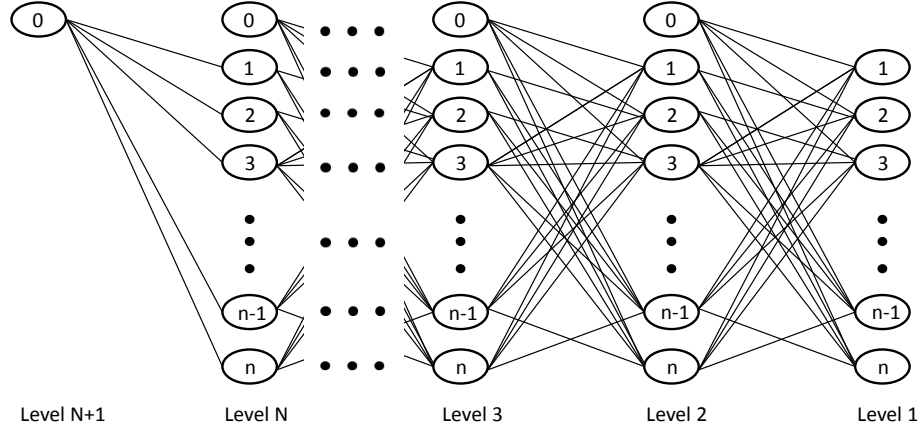 0 0 0 0
1 1 1 1
2 2 2 2
3 3 3 3
n-1 n-1 n-1 n-1
n n n n
Level N+1 Level N Level 3 Level 2 Level 1